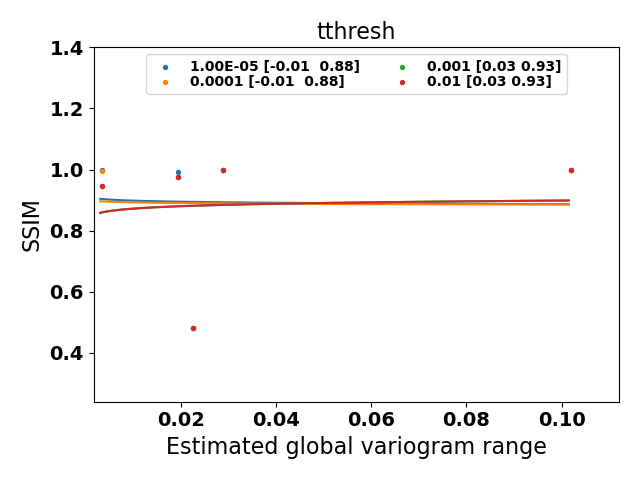 tthresh
1.00E-05 [-0.01  0.88]
0.0001 [-0.01  0.88]
0.001 [0.03 0.93]
0.01 [0.03 0.93]
SSIM
1.4
1.2
1.0
0.8
0.6
0.4
0.02 0.04 0.06 0.08 0.10
Estimated global variogram range